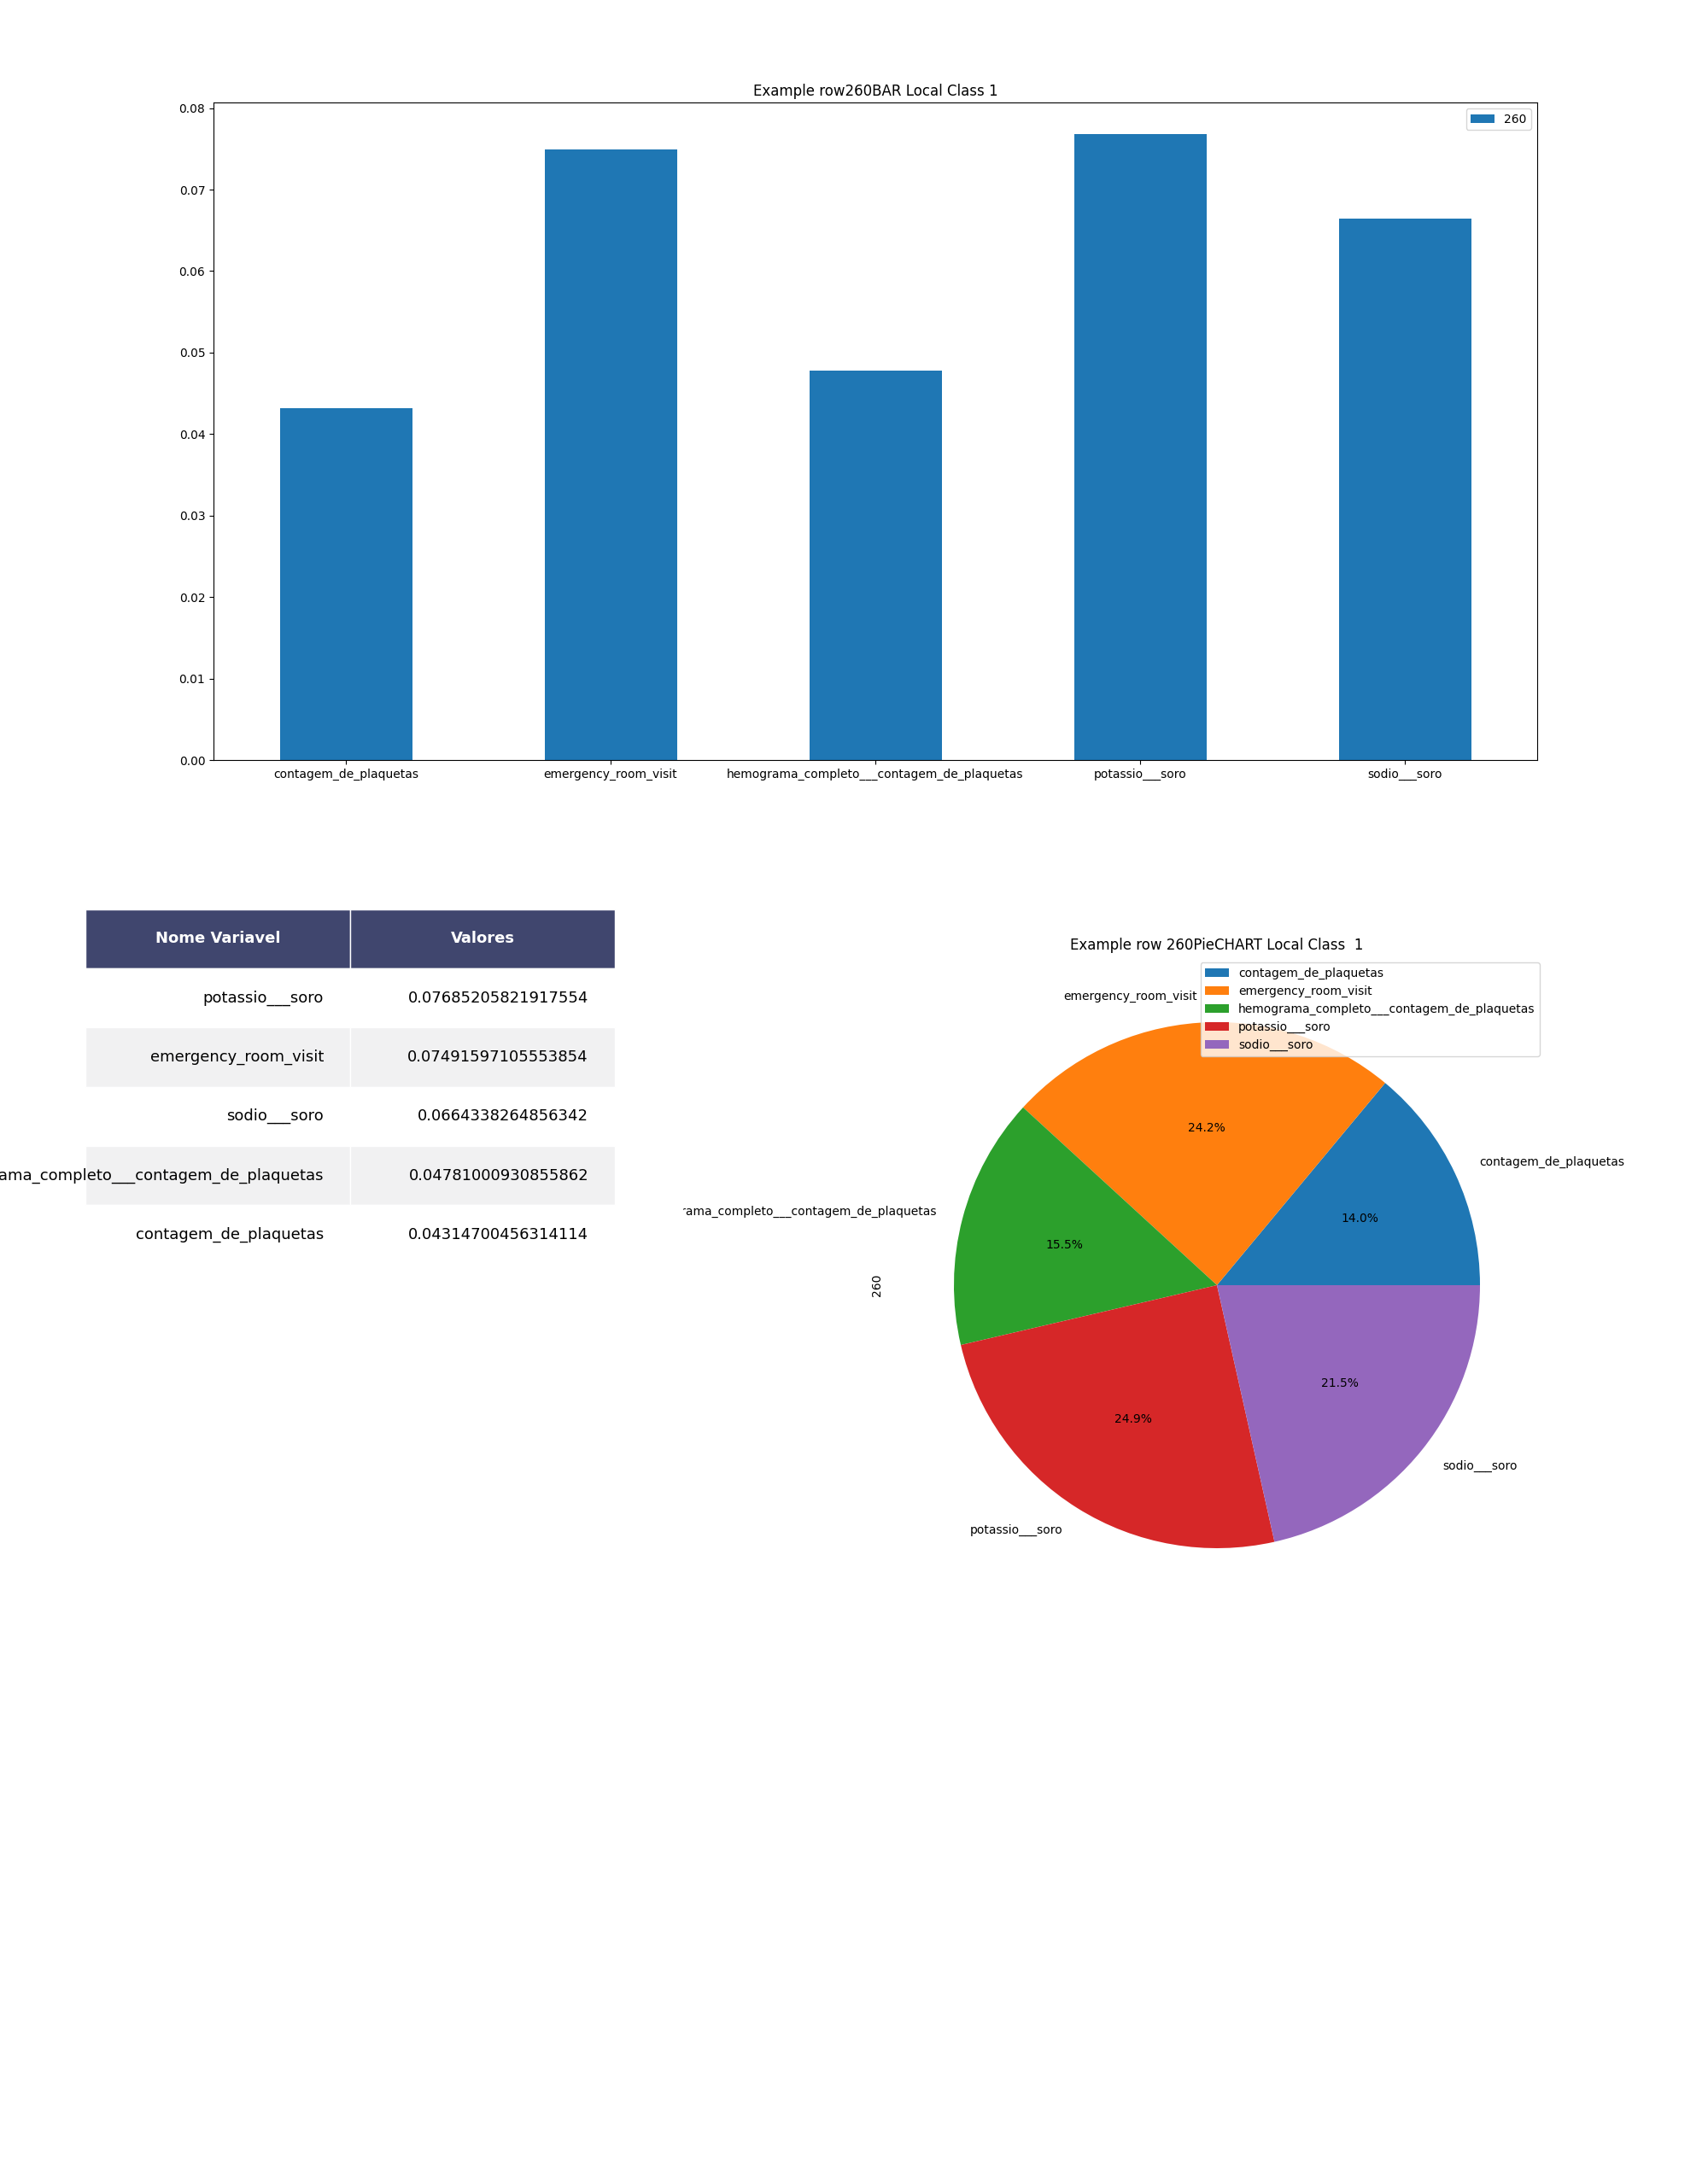 Example row260BAR Local Class 1
260
0.08
0.07
0.06
0.05
0.04
0.03
0.02
0.01
0.00
contagem_de_plaquetas emergency_room_visit hemograma_completo___contagem_de_plaquetas potassio___soro sodio___soro
Nome Variavel Valores
potassio___soro 0.07685205821917554
emergency_room_visit 0.07491597105553854
sodio___soro 0.0664338264856342
ama_completo___contagem_de_plaquetas 0.04781000930855862
contagem_de_plaquetas 0.04314700456314114
Example row 260PieCHART Local Class  1
contagem_de_plaquetas
emergency_room_visit
hemograma_completo___contagem_de_plaquetas
potassio___soro
sodio___soro
emergency_room_visit
24.2%
contagem_de_plaquetas
14.0%
rama_completo___contagem_de_plaquetas
15.5%
260
21.5%
24.9%
sodio___soro
potassio___soro